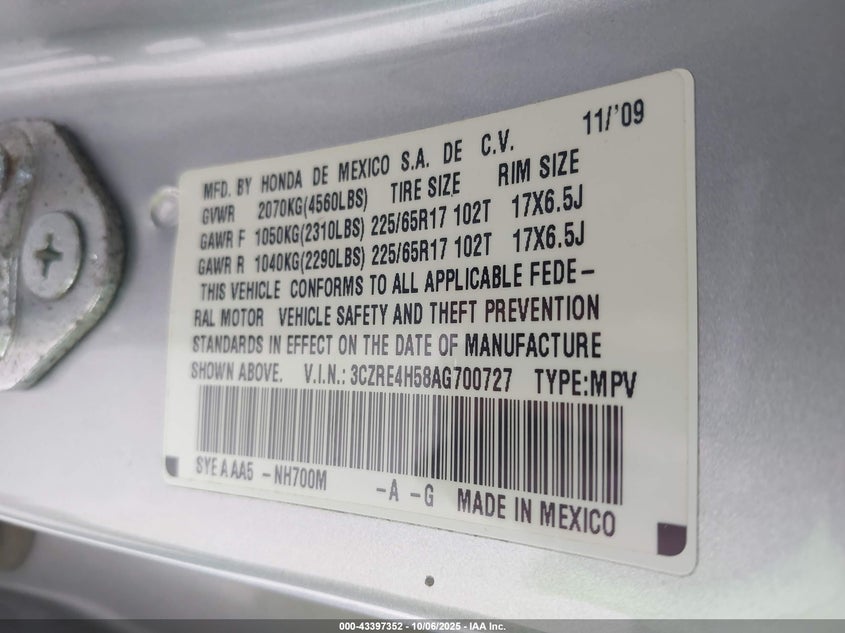 11/'09
MFD. BY HONDA DE MEXICO S.A. DE C.V.
GVWR 2070KG(4560LBS) TIRE SIZE RIM SIZE
GAWR F 1050KG(2310LBS) 225/65R17 102T 17X6.5J
GAWR R 1040KG(2290LBS) 225/65R17 102T 17X6.5J
THIS VEHICLE CONFORMS TO ALL APPLICABLE FEDE-
RAL MOTOR VEHICLE SAFETY AND THEFT PREVENTION
STANDARDS IN EFFECT ON THE DATE OF MANUFACTURE
SHOWN ABOVE. V.I.N.: 3CZRE4H58AG700727 TYPE:MPV
SYE A AA5 -NH700M -A -G MADE IN MEXICO
000-43397352 - 10/06/2025 - IAA Inc.